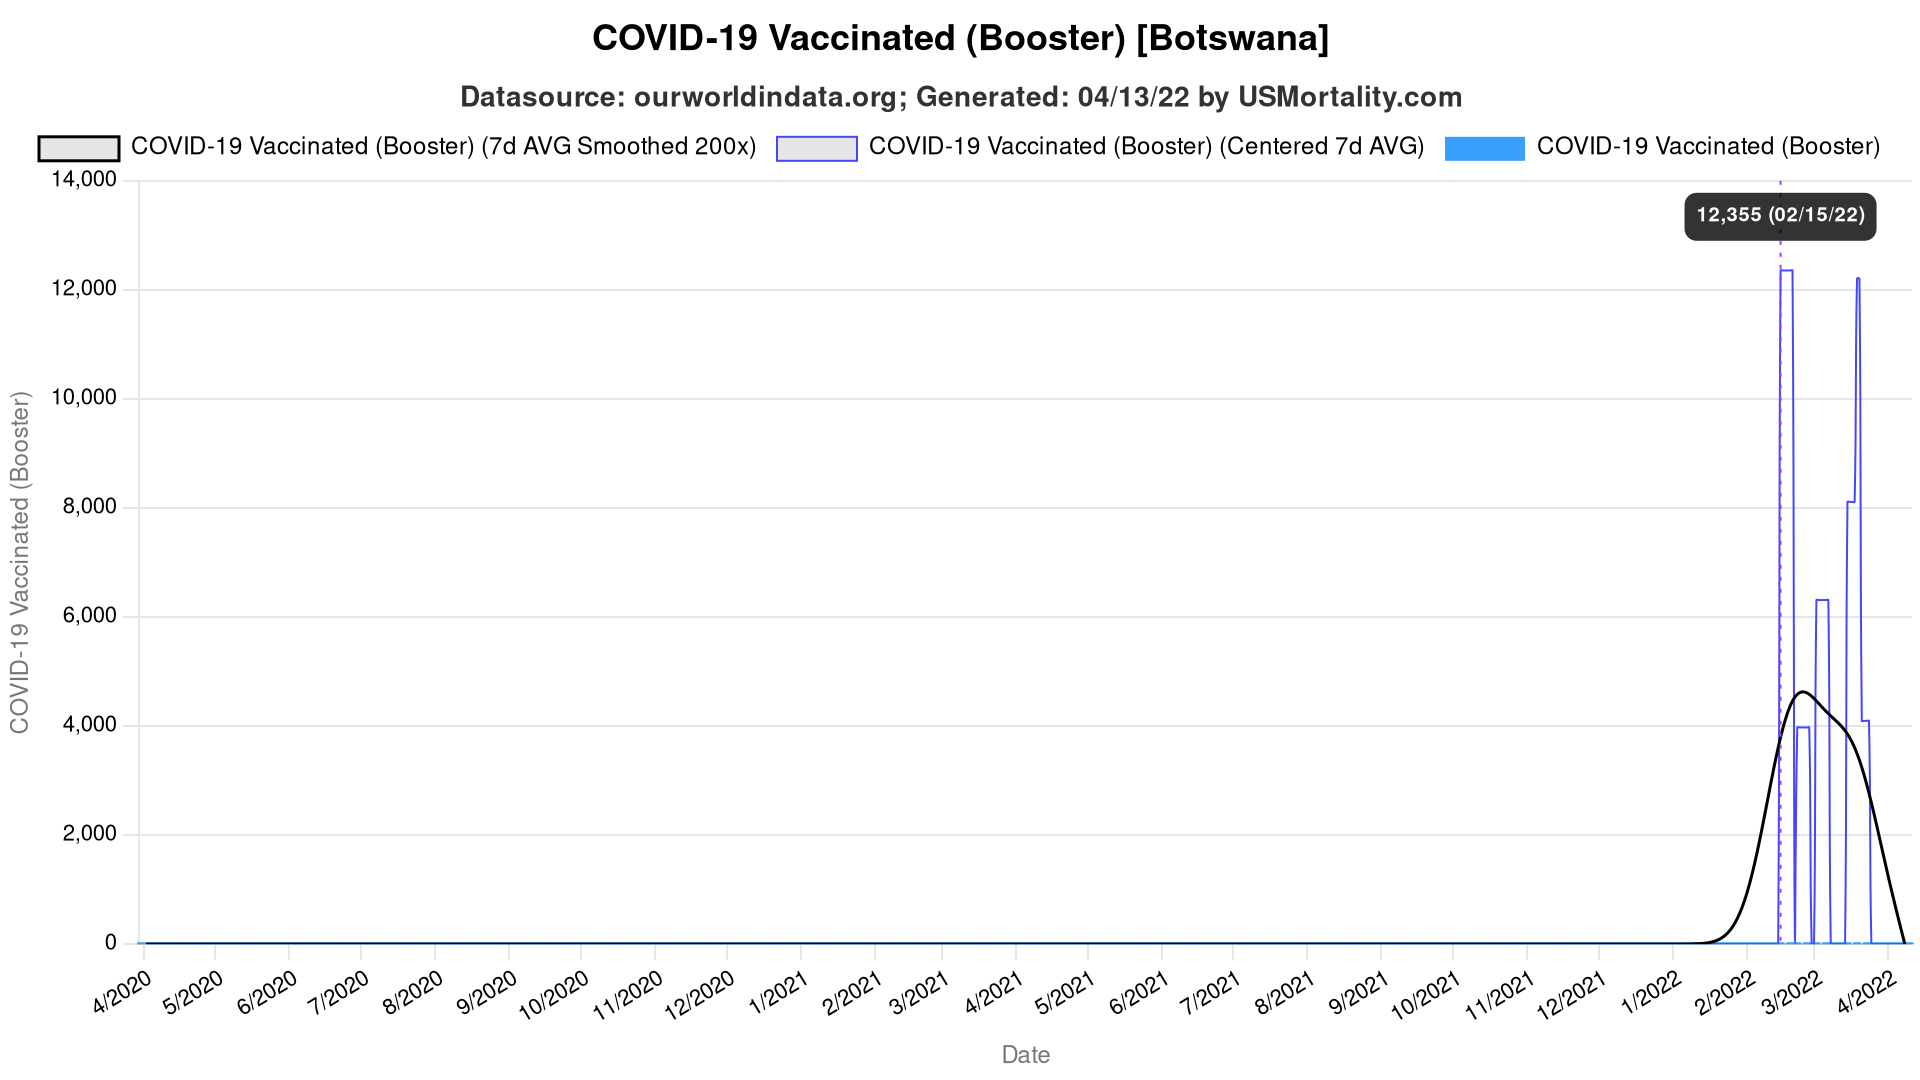 COVID-19 Vaccinated (Booster) [Botswana]
Datasource: ourworldindata.org; Generated: 04/13/22 by USMortality.com
COVID-19 Vaccinated (Booster) (7d AVG Smoothed 200x) COVID-19 Vaccinated (Booster) (Centered 7d AVG) COVID-19 Vaccinated (Booster)
14,000
12,355 (02/15/22)
12,000
10,000
8,000
6,000
4,000
2,000
0
COVID-19 Vaccinated (Booster)
4/2020 5/2020 6/2020 7/2020 8/2020 9/2020 10/2020 11/2020 12/2020 1/2021 2/2021 3/2021 4/2021 5/2021 6/2021 7/2021 8/2021 9/2021 10/2021 11/2021 12/2021 1/2022 2/2022 3/2022 4/2022
Date